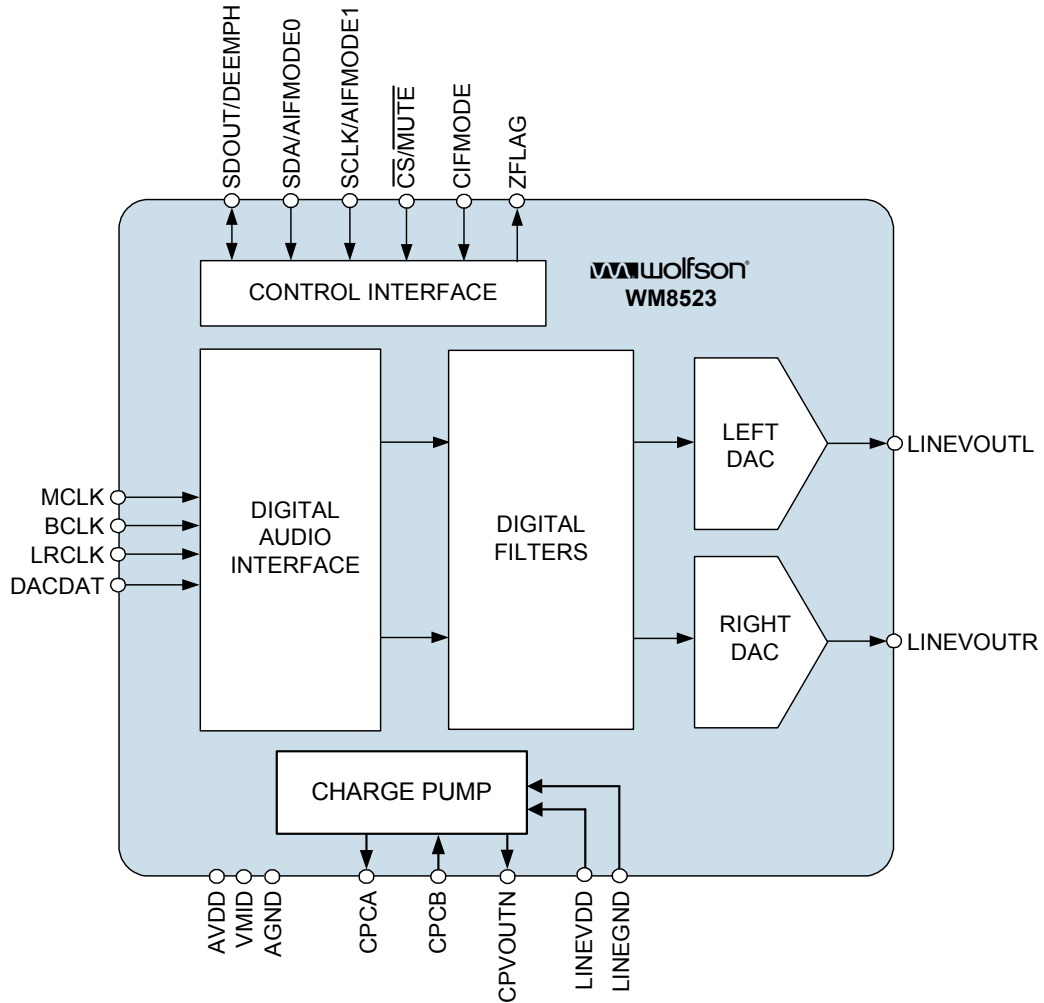 SDOUT/DEEMPH
SDA/AIFMODE0
SCLK/AIFMODE1
CS/MUTE
CIFMODE
ZFLAG
CONTROL INTERFACE
wolfson®
WM8523
MCLK
BCLK
LRCLK
DACDAT
DIGITAL
AUDIO
INTERFACE
DIGITAL
FILTERS
LEFT
DAC
LINEVOUTL
RIGHT
DAC
LINEVOUTR
CHARGE PUMP
AVDD
VMID
AGND
CPCA
CPCB
CPVOUTN
LINEVDD
LINEGND